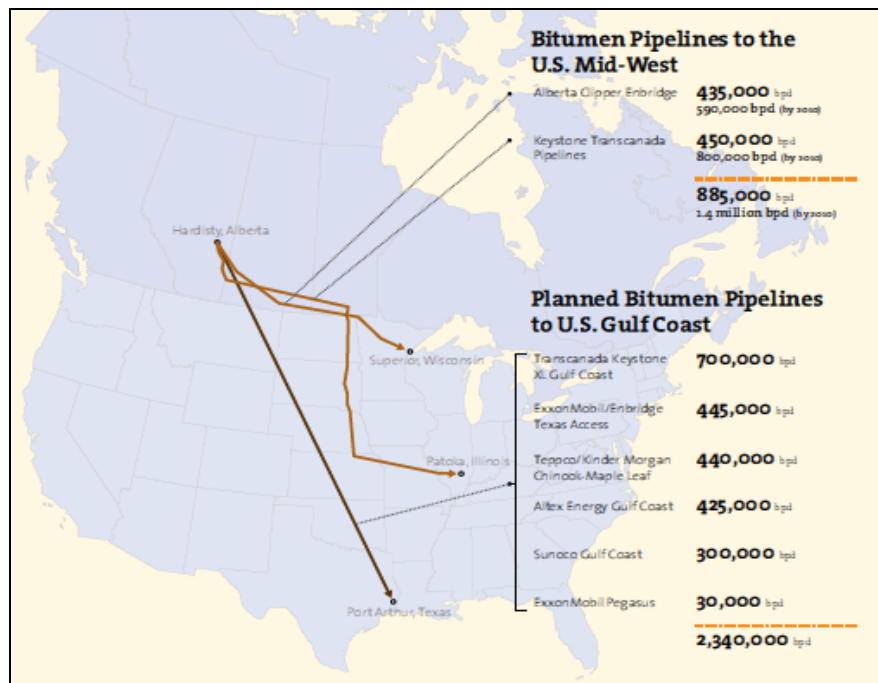 Bitumen Pipelines to the
U.S. Mid-West
Alberta Clipper, Enbridge 435,000 bpd
590,000 bpd (by 2010)
Keystone Transcanada 450,000 bpd
Pipelines 800,000 bpd (by 2010)
885,000 bpd
1.4 million bpd (by 2010)
Hardisty, Alberta
Planned Bitumen Pipelines
to U.S. Gulf Coast
Superior, Wisconsin
Transcanada Keystone 700,000 bpd
XL Gulf Coast
ExxonMobil/Enbridge 445,000 bpd
Texas Access
Patoka, Illinois
Teppco/Kinder Morgan 440,000 bpd
Chinook-Maple Leaf
Altex Energy Gulf Coast 425,000 bpd
Sunoco Gulf Coast 300,000 bpd
Port Arthur, Texas
ExxonMobil Pegasus 30,000 bpd
2,340,000 bpd